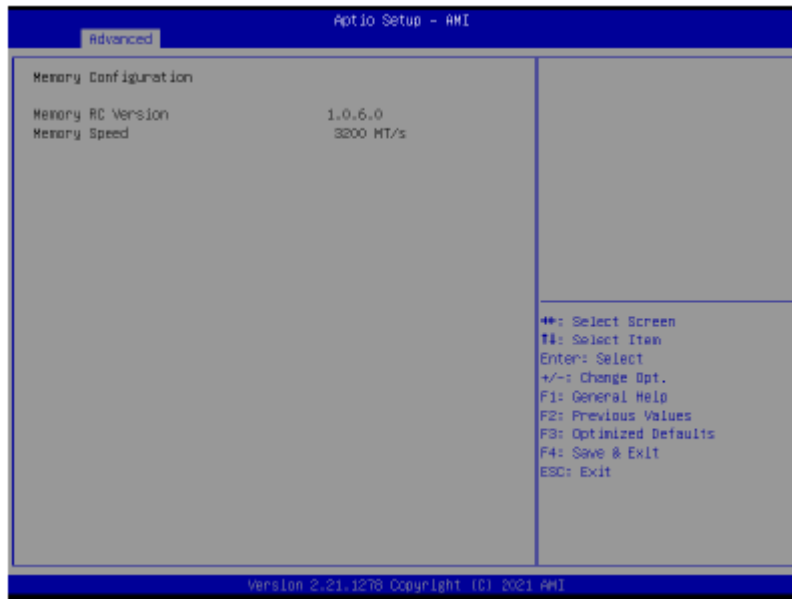 Aptio Setup - AMI
Advanced
Memory Configuration
Memory RC Version 1.0.6.0
Memory Speed 3200 MT/s
→←: Select Screen
↑↓: Select Item
Enter: Select
+/-: Change Opt.
F1: General Help
F2: Previous Values
F3: Optimized Defaults
F4: Save & Exit
ESC: Exit
Version 2.21.1278 Copyright (C) 2021 AMI